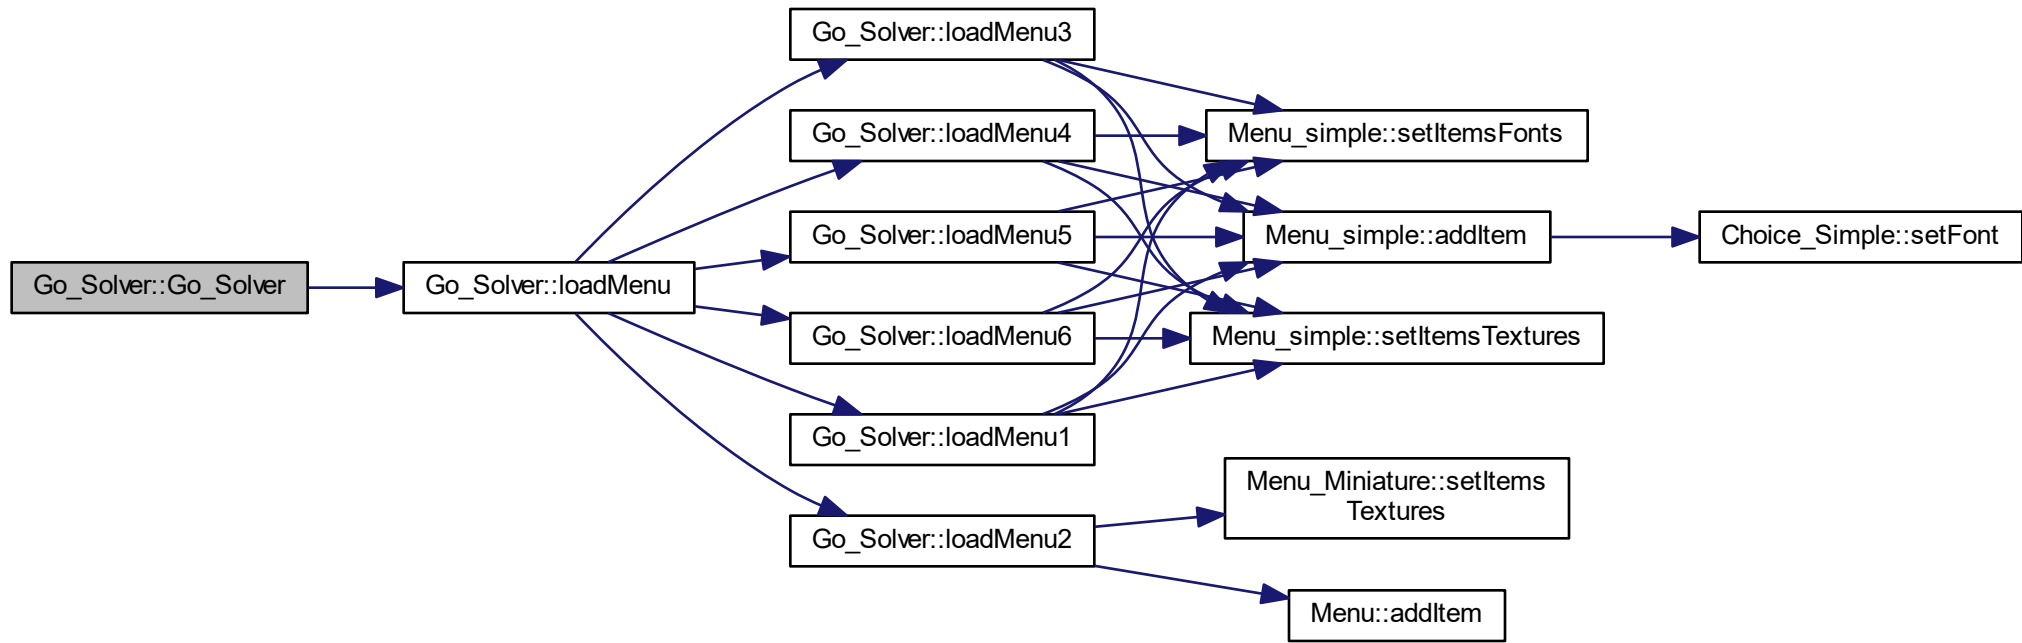 Go_Solver::Go_Solver
Go_Solver::loadMenu
Go_Solver::loadMenu3
Go_Solver::loadMenu4
Go_Solver::loadMenu5
Go_Solver::loadMenu6
Go_Solver::loadMenu1
Go_Solver::loadMenu2
Menu_simple::setItemsFonts
Menu_simple::addItem
Menu_simple::setItemsTextures
Menu_Miniature::setItems
Textures
Menu::addItem
Choice_Simple::setFont